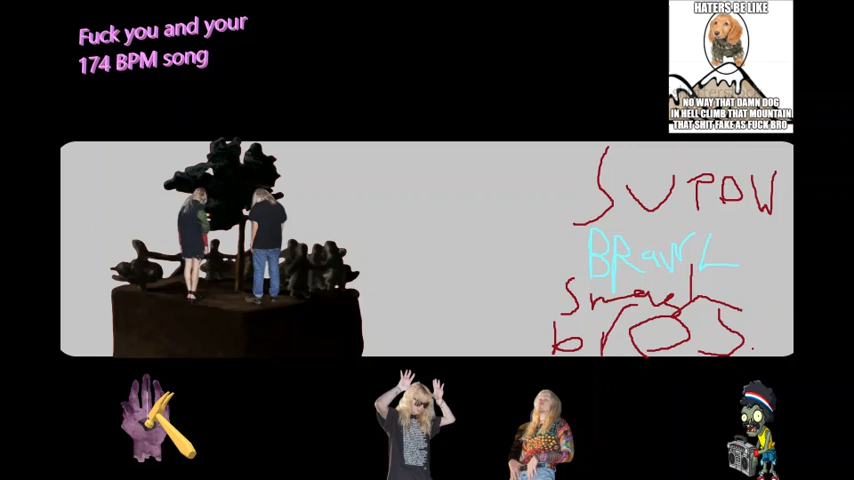 Fuck you and your
174 BPM song
HATERS BE LIKE
NO WAY THAT DAMN DOG
IN HELL CLIMB THAT MOUNTAIN
THAT SHIT FAKE AS FUCK BRO
BRawL
Smash
brOS.